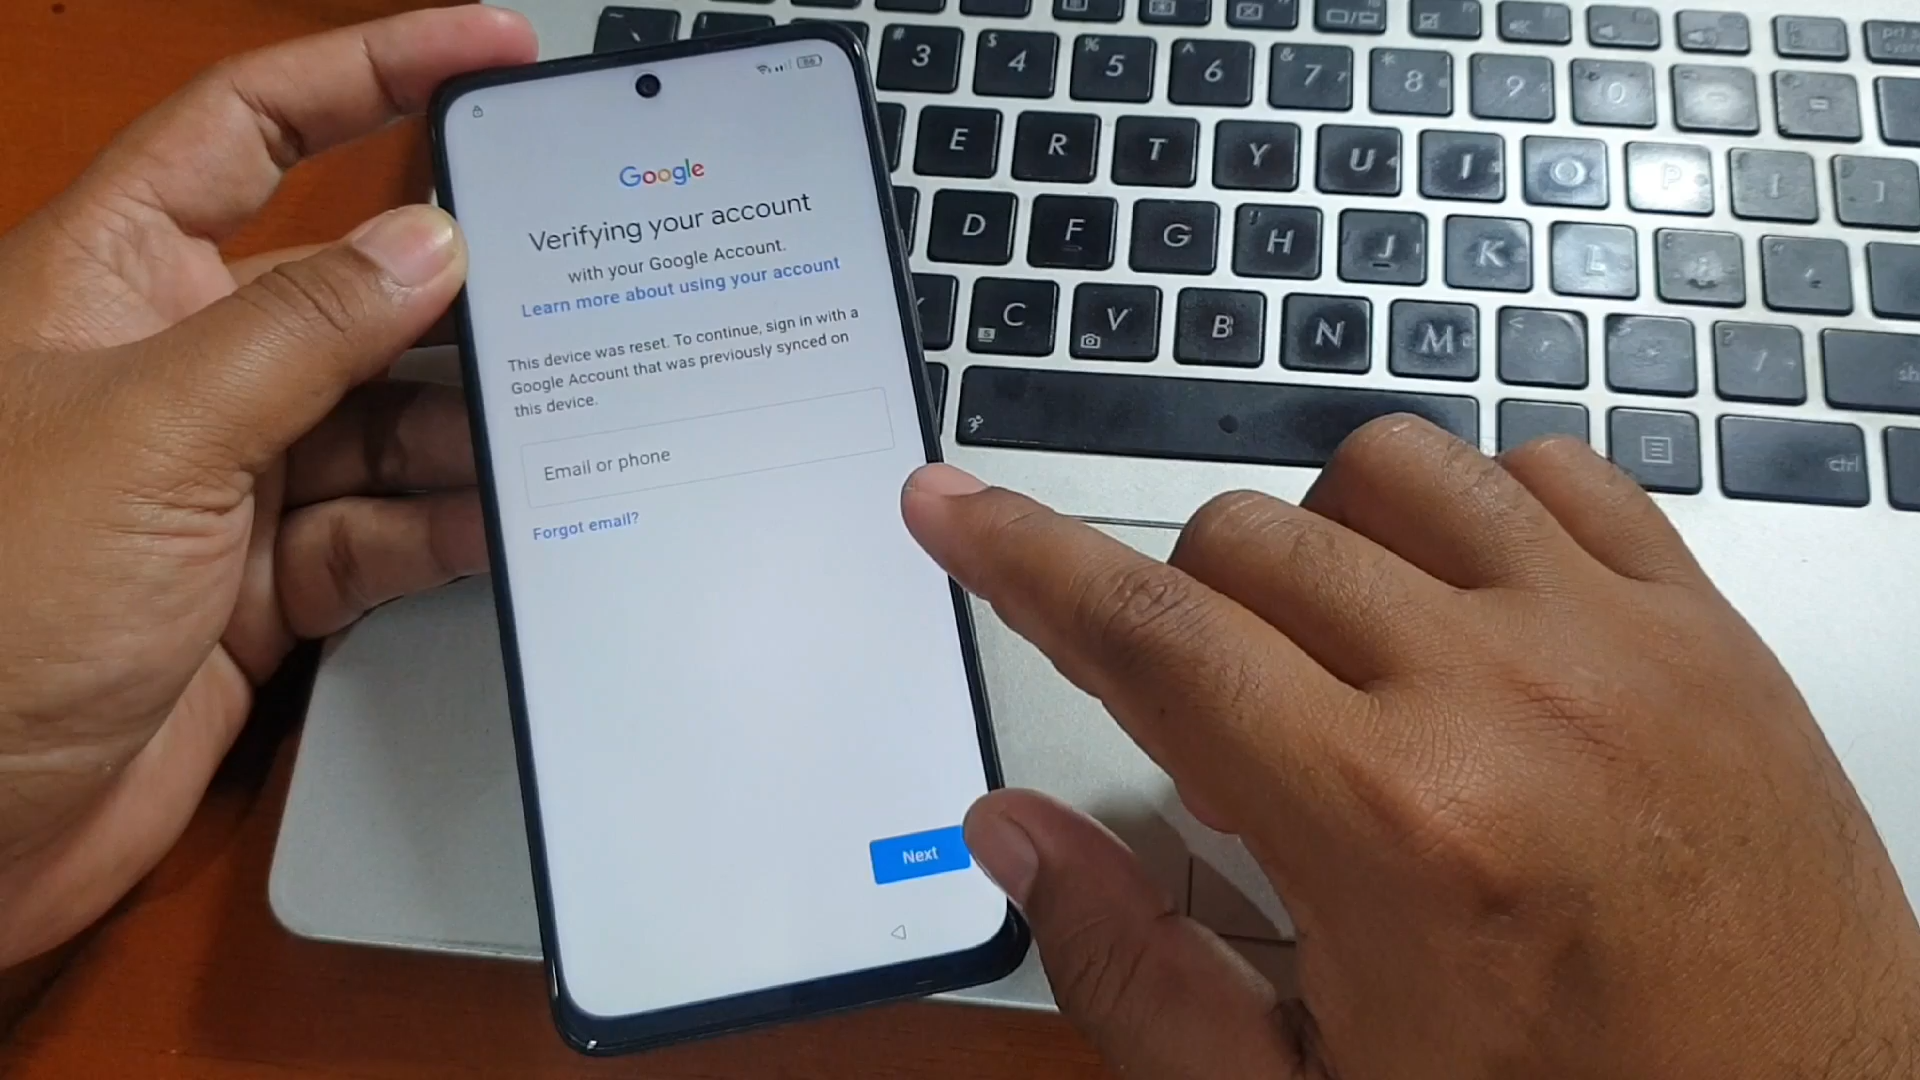 Google
Verifying your account
with your Google Account.
Learn more about using your account
This device was reset. To continue, sign in with a
Google Account that was previously synced on
this device.
Email or phone
Forgot email?
Next
# 3 $ 4 % 5 ^ 6 & 7 * 8 9 0
E R T Y U I O P [ ]
D F G H J K L
C V B N M < /
ctrl